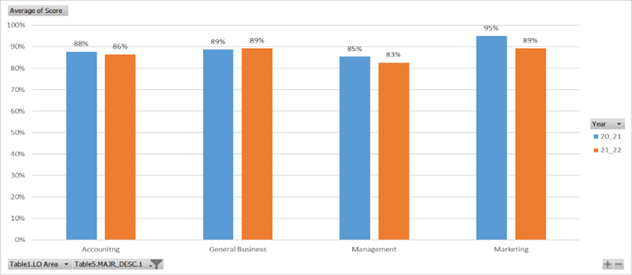 Average of Score
100%
90%
80%
70%
60%
50%
40%
30%
20%
10%
0%
88% 86% 89% 89% 85% 83% 95% 89%
Accounitng General Business Management Marketing
Year
20_21
21_22
Table1.LO Area Table5.MAJR_DESC.1